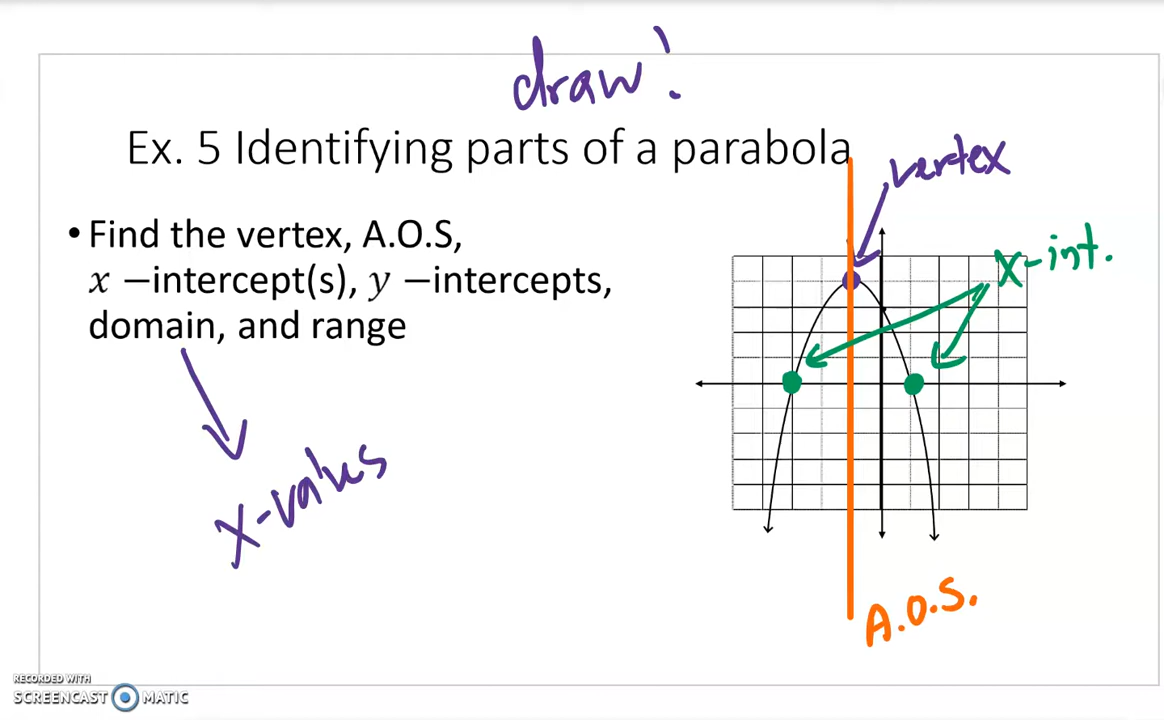 draw!
Ex. 5 Identifying parts of a parabola
vertex
• Find the vertex, A.O.S,
x −intercept(s), y −intercepts,
domain, and range
x-int.
x-values
A.O.S.
RECORDED WITH
SCREENCAST MATIC